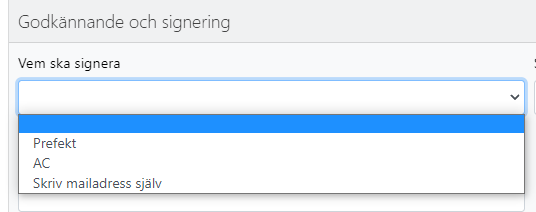 Godkännande och signering
Vem ska signera
Prefekt
AC
Skriv mailadress själv